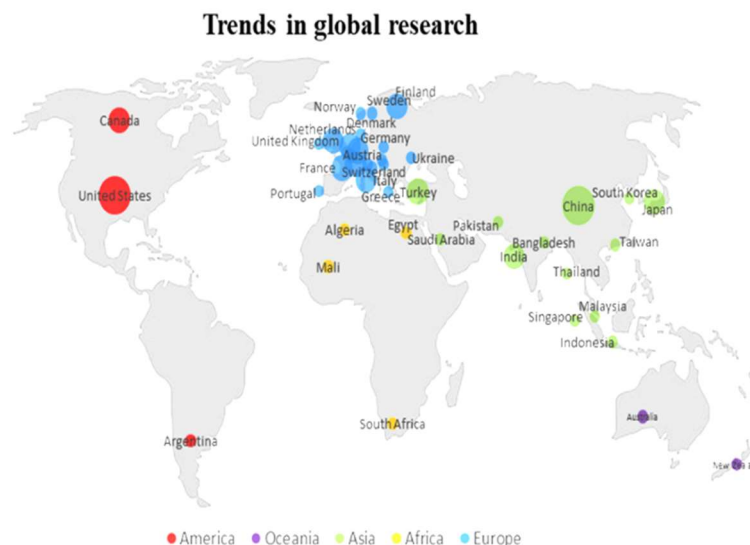 Trends in global research
Finland
Sweden
Norway
Canada
Denmark
Netherlands
Germany
United Kingdom
Austria
Ukraine
France
Switzerland
Italy
United States
Portugal
Greece
Turkey
South Korea
China
Japan
Algeria
Egypt
Pakistan
Saudi Arabia
Bangladesh
Taiwan
India
Mali
Thailand
Malaysia
Singapore
Indonesia
Australia
South Africa
Argentina
America
Oceania
Asia
Africa
Europe